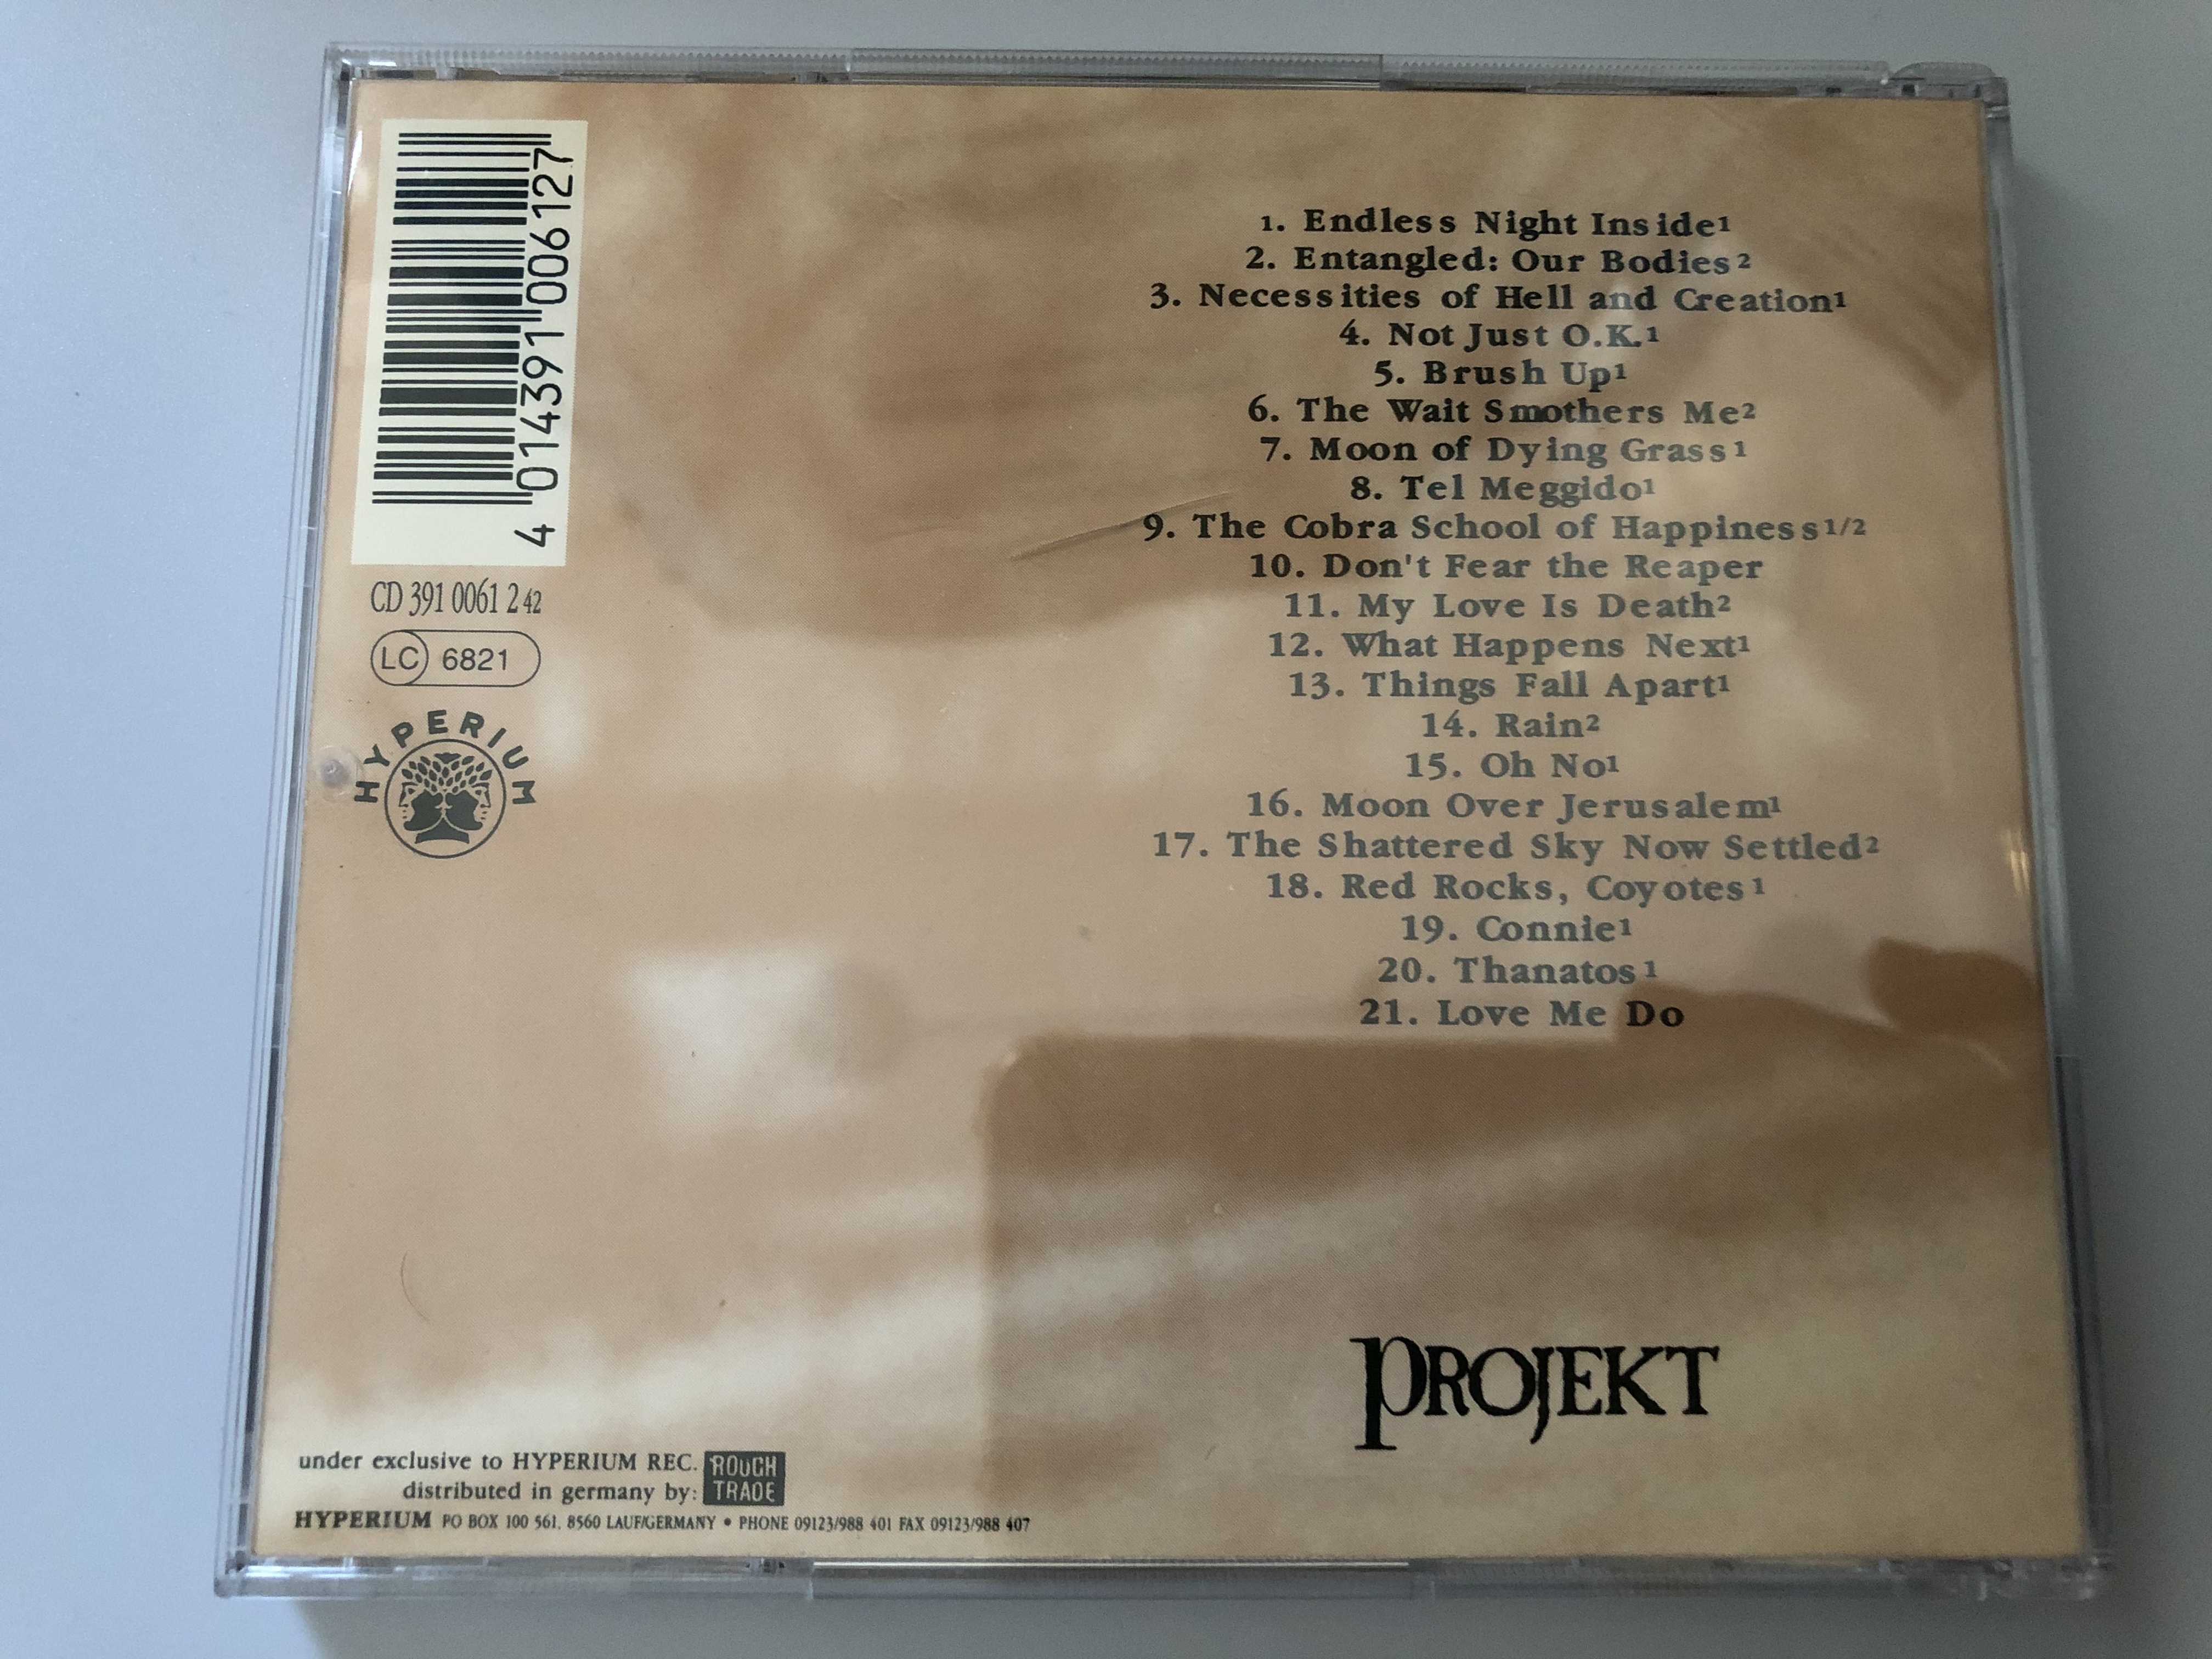 4 014391 006127
CD 391 0061 2 42
LC 6821
HYPERIUM
1. Endless Night Inside¹
2. Entangled: Our Bodies²
3. Necessities of Hell and Creation¹
4. Not Just O.K.¹
5. Brush Up¹
6. The Wait Smothers Me²
7. Moon of Dying Grass¹
8. Tel Meggido¹
9. The Cobra School of Happiness¹/²
10. Don't Fear the Reaper
11. My Love Is Death²
12. What Happens Next¹
13. Things Fall Apart¹
14. Rain²
15. Oh No¹
16. Moon Over Jerusalem¹
17. The Shattered Sky Now Settled²
18. Red Rocks, Coyotes¹
19. Connie¹
20. Thanatos¹
21. Love Me Do
PROJEKT
under exclusive to HYPERIUM REC.
distributed in germany by:
ROUGH
TRADE
HYPERIUM PO BOX 100 561, 8560 LAUF/GERMANY • PHONE 09123/988 401 FAX 09123/988 407